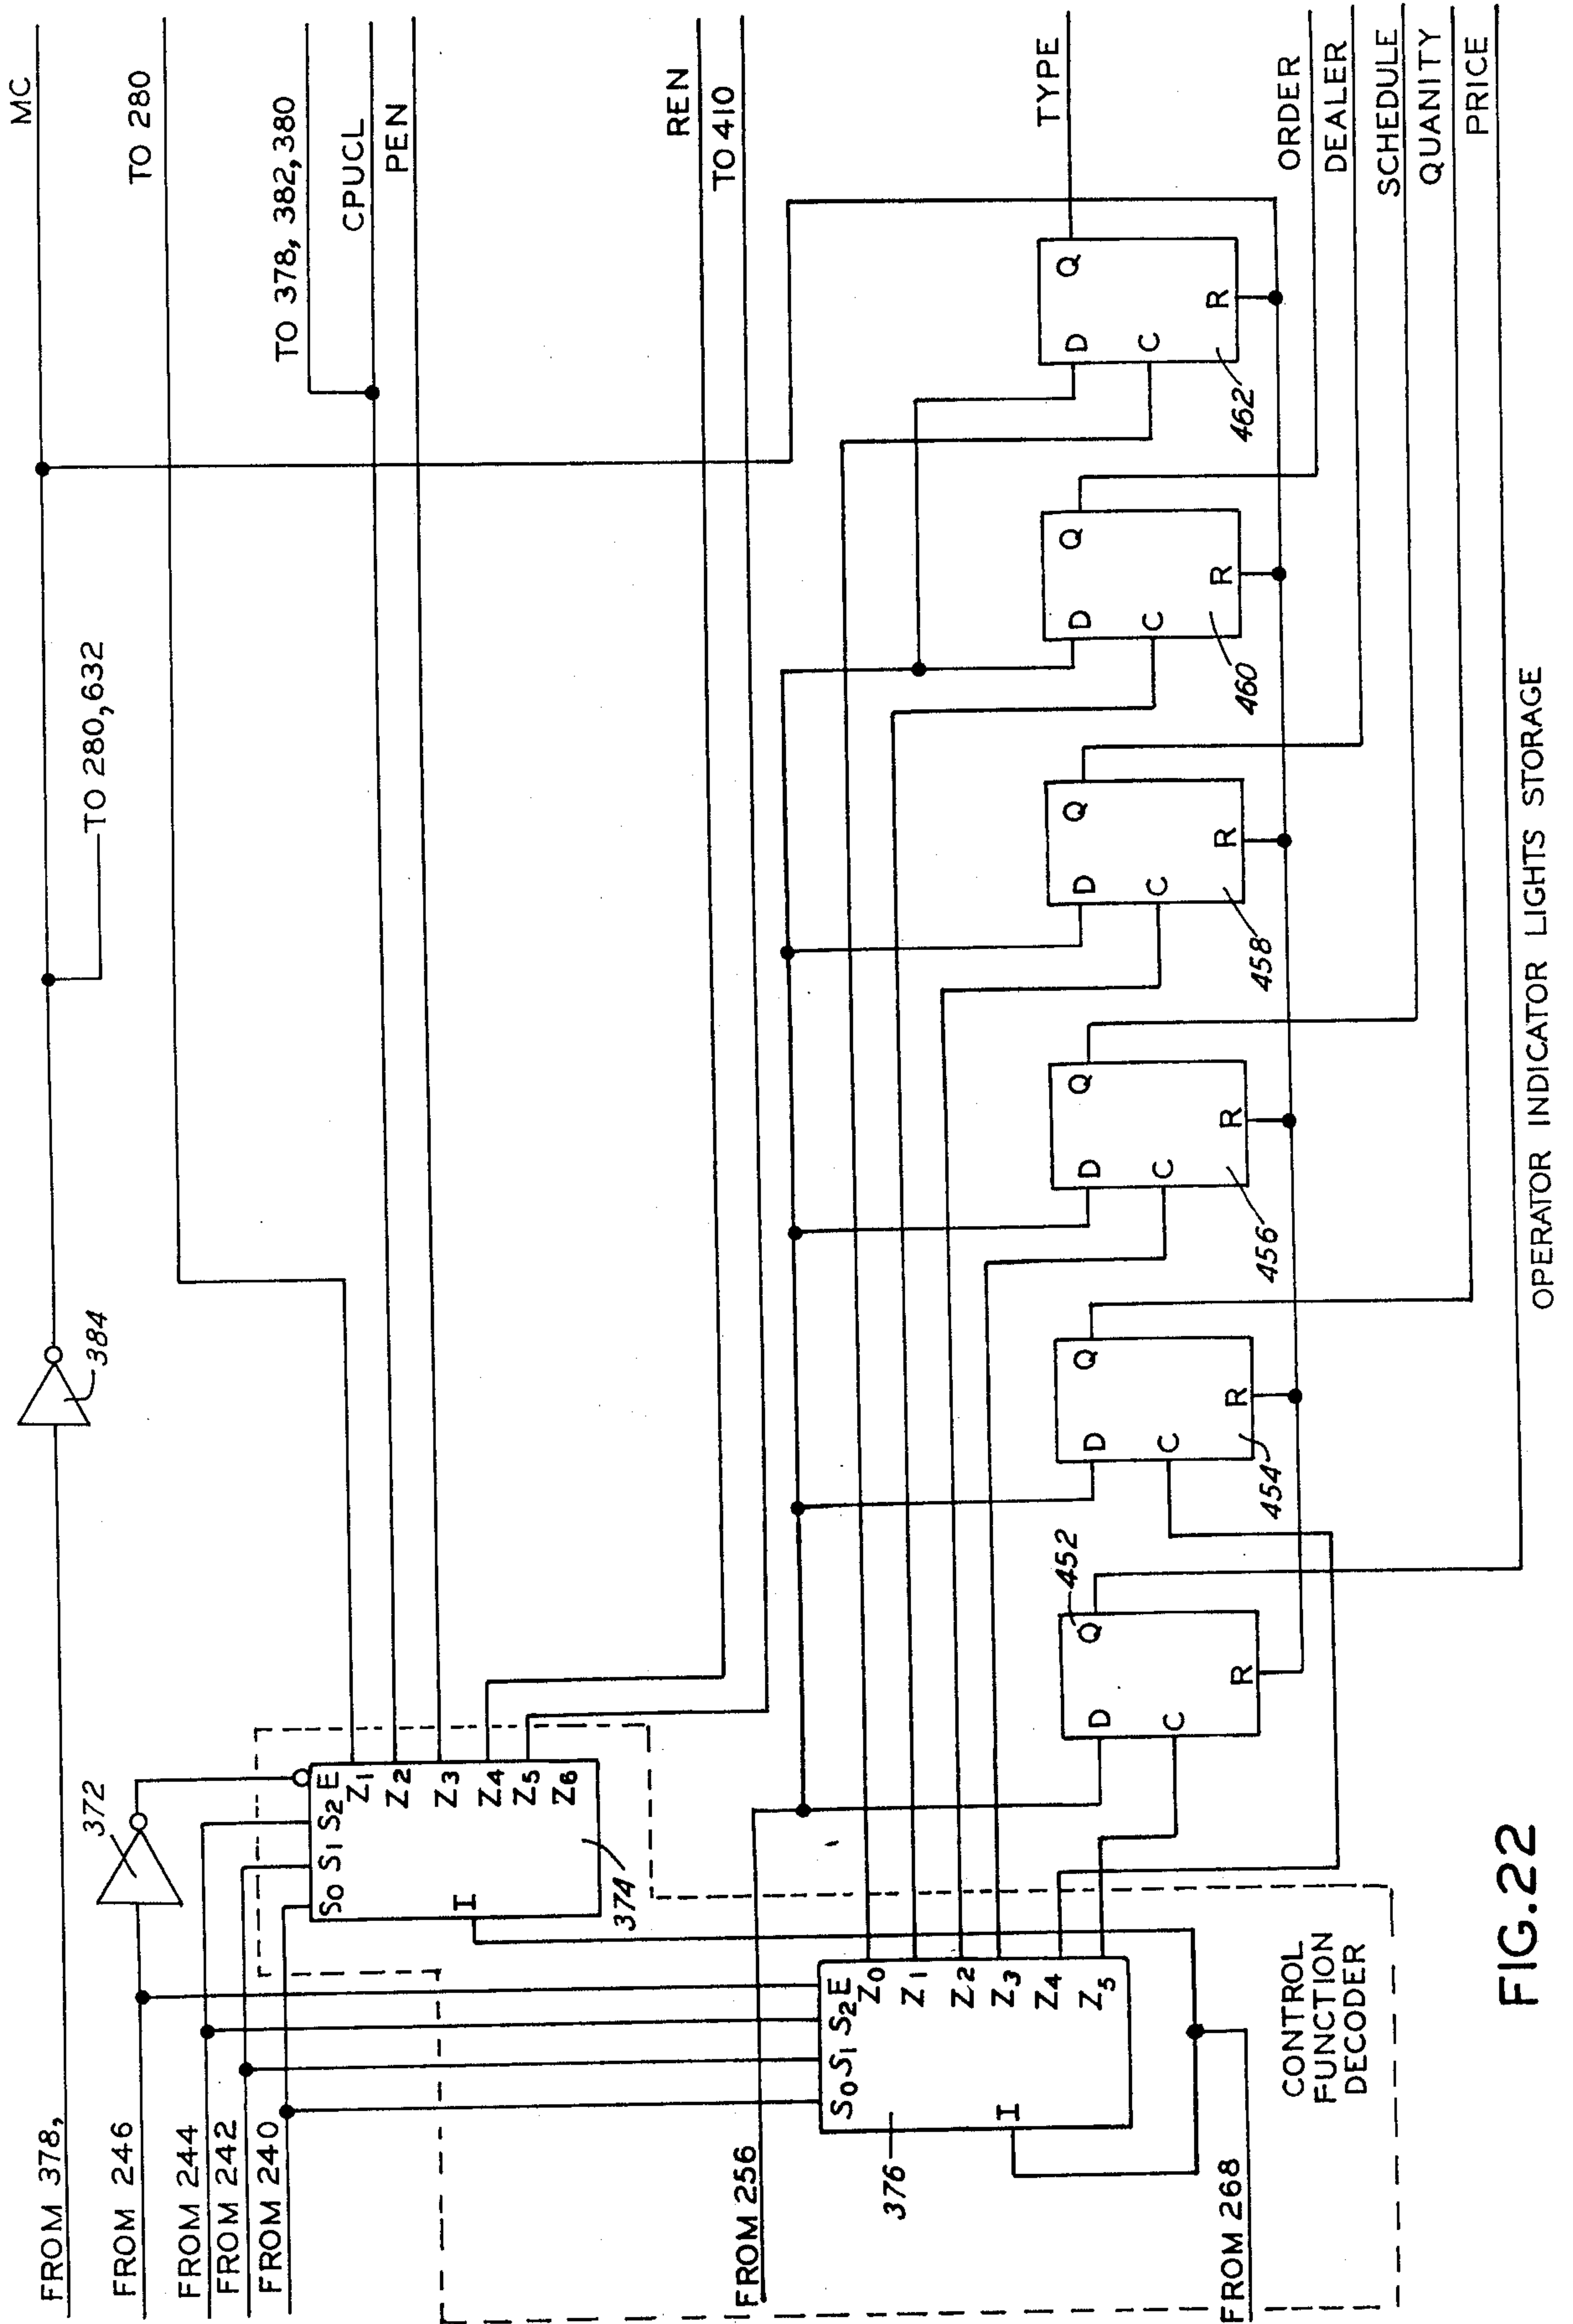 MC
TO 280
TO 378, 382, 380
CPUCL
PEN
REN
TO 410
TYPE
ORDER
DEALER
SCHEDULE
QUANITY
PRICE
TO 280, 632
384
372
FROM 378,
FROM 246
FROM 244
FROM 242
FROM 240
S0 S1 S2 E
Z1
Z2
Z3
Z4
Z5
Z6
I
374
FROM 256
376
S0 S1 S2 E
Z0
Z1
Z2
Z3
Z4
Z5
I
FROM 268
CONTROL
FUNCTION
DECODER
D
C
Q
R
452
D
C
Q
R
454
D
C
Q
R
456
D
C
Q
R
458
D
C
Q
R
460
D
C
Q
R
462
OPERATOR INDICATOR LIGHTS STORAGE
FIG.22